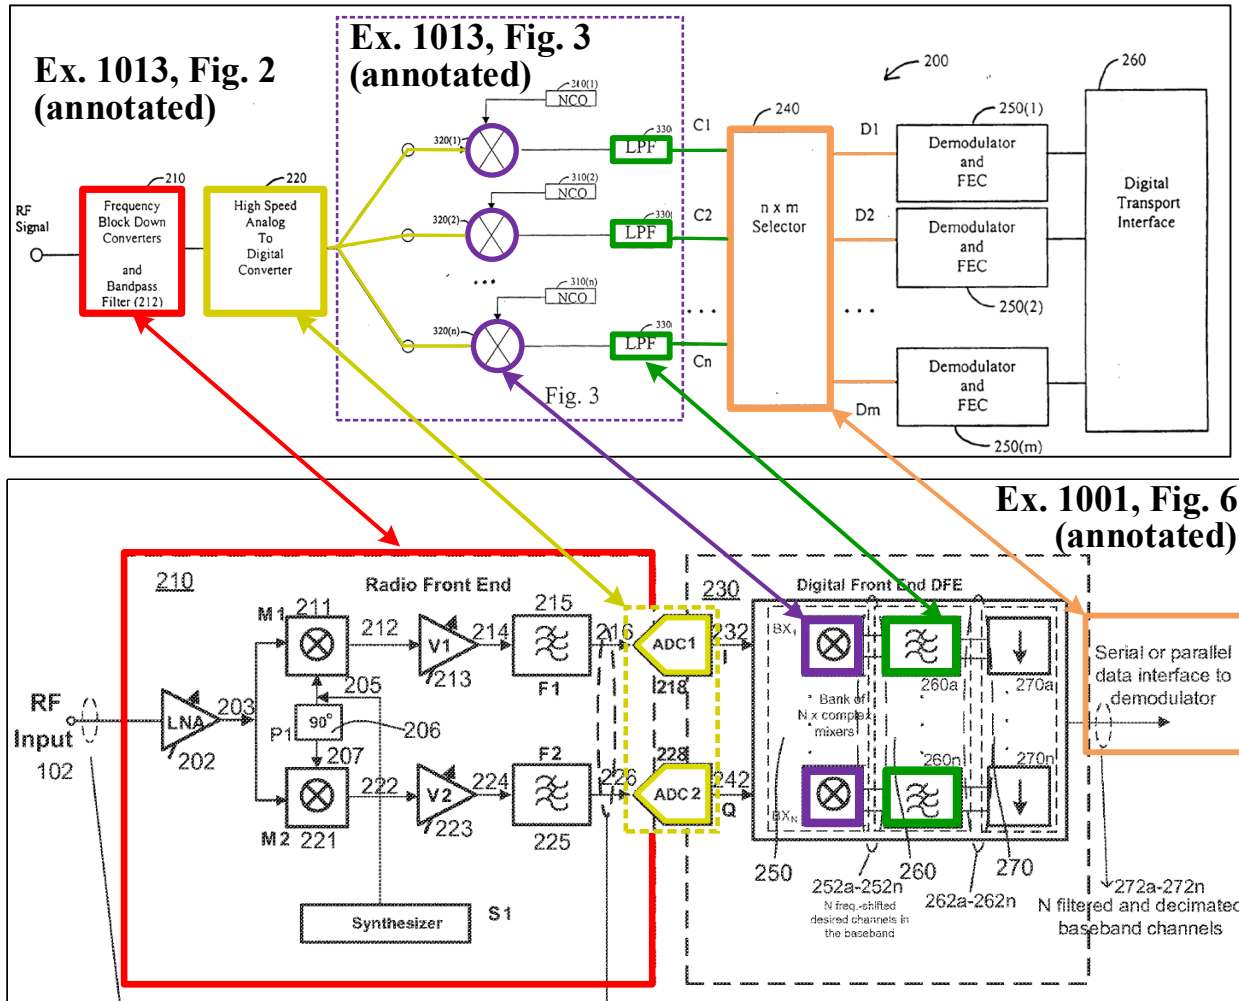 Ex. 1013, Fig. 2
(annotated)
Ex. 1013, Fig. 3
(annotated)
RF
Signal
210
Frequency
Block Down
Converters
and
Bandpass
Filter (212)
220
High Speed
Analog
To
Digital
Converter
310(1)
NCO
320(1)
330
LPF
C1
310(2)
NCO
320(2)
330
LPF
C2
...
310(n)
NCO
320(n)
330
LPF
...
Cn
Fig. 3
240
n x m
Selector
D1
D2
...
Dm
200
250(1)
Demodulator
and
FEC
Demodulator
and
FEC
250(2)
Demodulator
and
FEC
250(m)
260
Digital
Transport
Interface
Ex. 1001, Fig. 6
(annotated)
210
Radio Front End
RF
Input
102
LNA
202
203
M1
211
212
V1
213
214
215
F1
216
205
P1
90°
206
207
M2
221
222
V2
223
224
F2
225
226
Synthesizer
S1
ADC1
218
232
I
228
ADC2
242
Q
230
Digital Front End DFE
BX1
260a
270a
Bank of
N x complex
mixers
BXN
260n
270n
250
252a-252n
N freq.-shifted
desired channels in
the baseband
260
262a-262n
270
Serial or parallel
data interface to
demodulator
272a-272n
N filtered and decimated
baseband channels